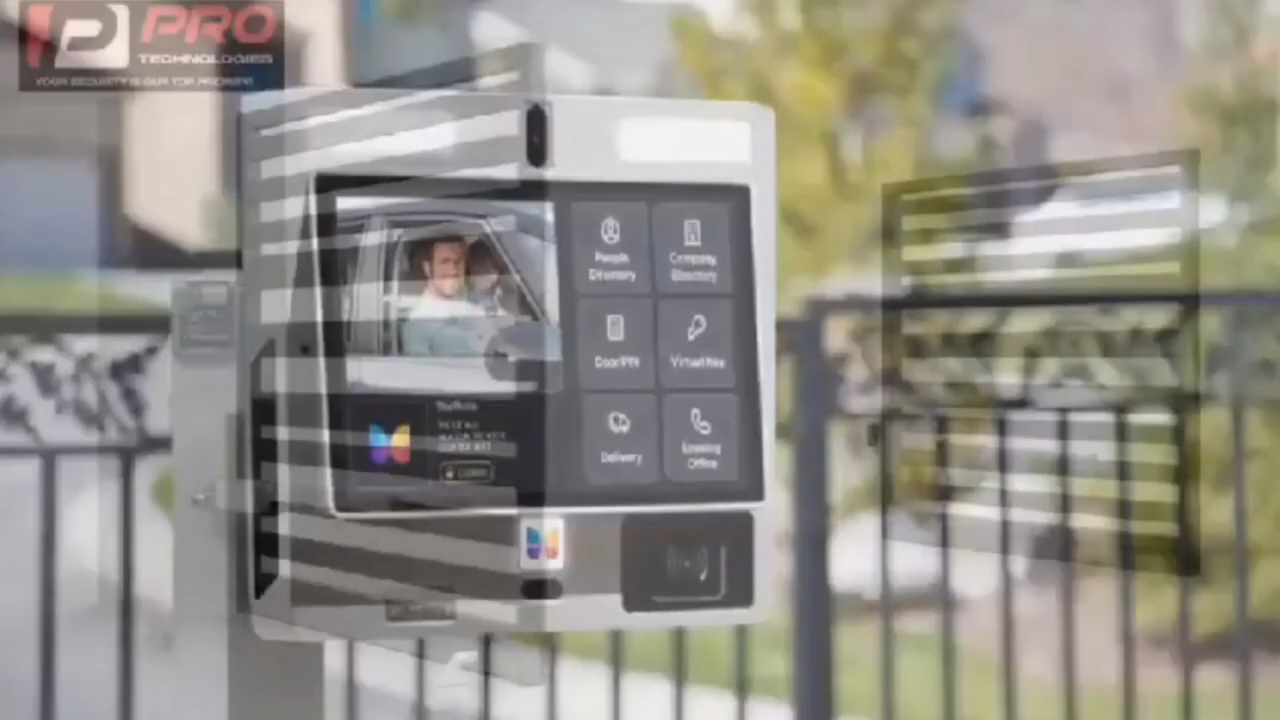 PRO
TECHNOLOGIES
YOUR SECURITY IS OUR TOP PRIORITY
People
Directory
Company
Directory
Door PIN
Virtual Key
Delivery
Leasing
Office